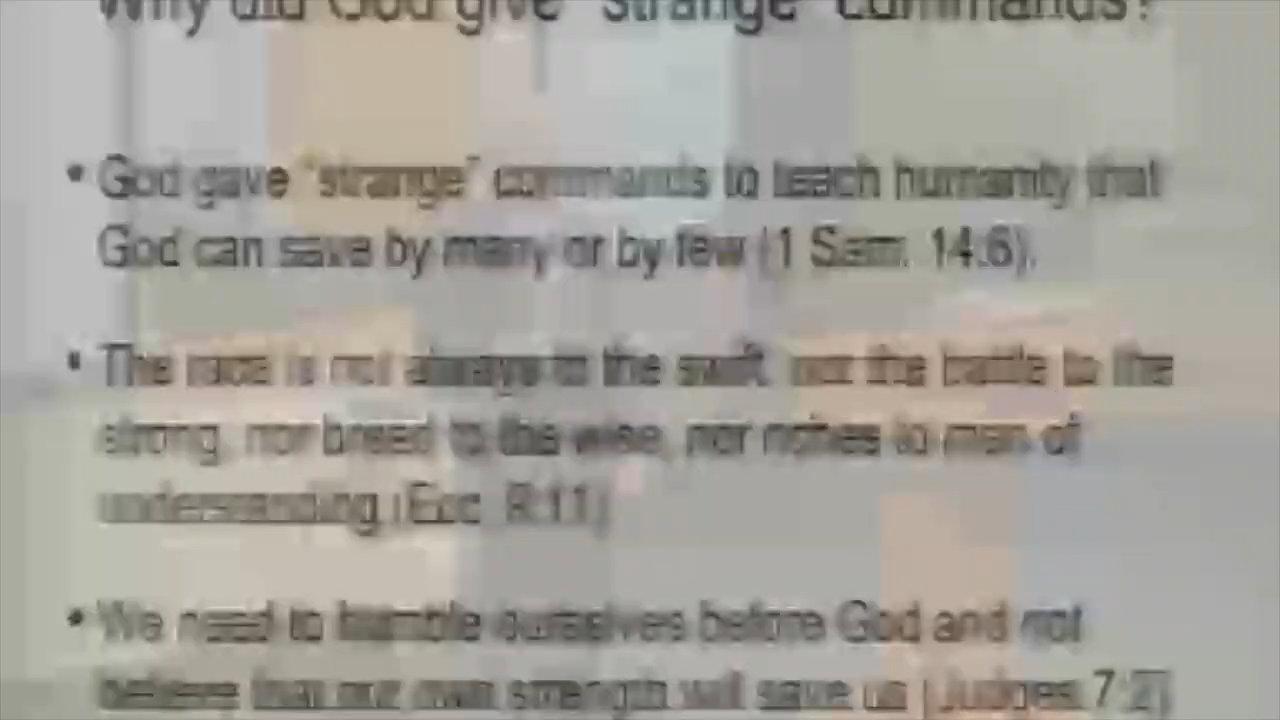 Why did God give "strange" commands?
• God gave "strange" commands to teach humanity that
God can save by many or by few (1 Sam. 14:6).
• The race is not always to the swift, nor the battle to the
strong, nor bread to the wise, nor riches to men of
understanding (Ecc. 9:11)
• We need to humble ourselves before God and not
believe that our own strength will save us (Judges 7:2)